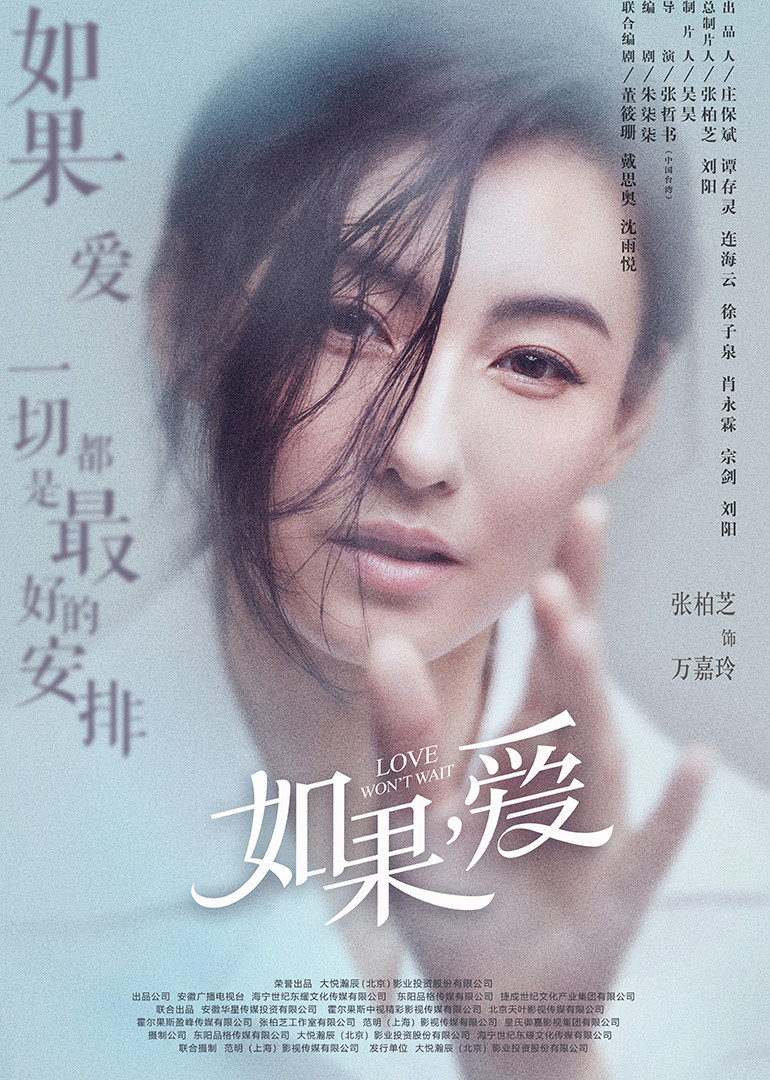 如果
爱
一切
都是
最
好的
安排
出品人/庄保斌 谭存灵 连海云 徐子泉 肖永霖 宗剑 刘阳
总制片人/张柏芝 刘阳
制片人/吴昊
导演/张哲书(中国台湾)
编剧/朱柒柒
联合编剧/董筱珊 戴思奥 沈雨悦
张柏芝
饰
万嘉玲
LOVE
WON'T WAIT
如果,爱
荣誉出品 大悦瀚辰(北京)影业投资股份有限公司
出品公司 安徽广播电视台 海宁世纪东耀文化传媒有限公司 东阳品格传媒有限公司 捷成世纪文化产业集团有限公司
联合出品 安徽华星传媒投资有限公司 霍尔果斯中视精彩影视传媒有限公司 北京天叶影视传媒有限公司
霍尔果斯盈峰传媒有限公司 张柏芝工作室有限公司 范明(上海)影视传媒有限公司 皇氏御嘉影视集团有限公司
摄制公司 东阳品格传媒有限公司 大悦瀚辰(北京)影业投资股份有限公司 海宁世纪东耀文化传媒有限公司
联合摄制 范明(上海)影视传媒有限公司 发行单位 大悦瀚辰(北京)影业投资股份有限公司